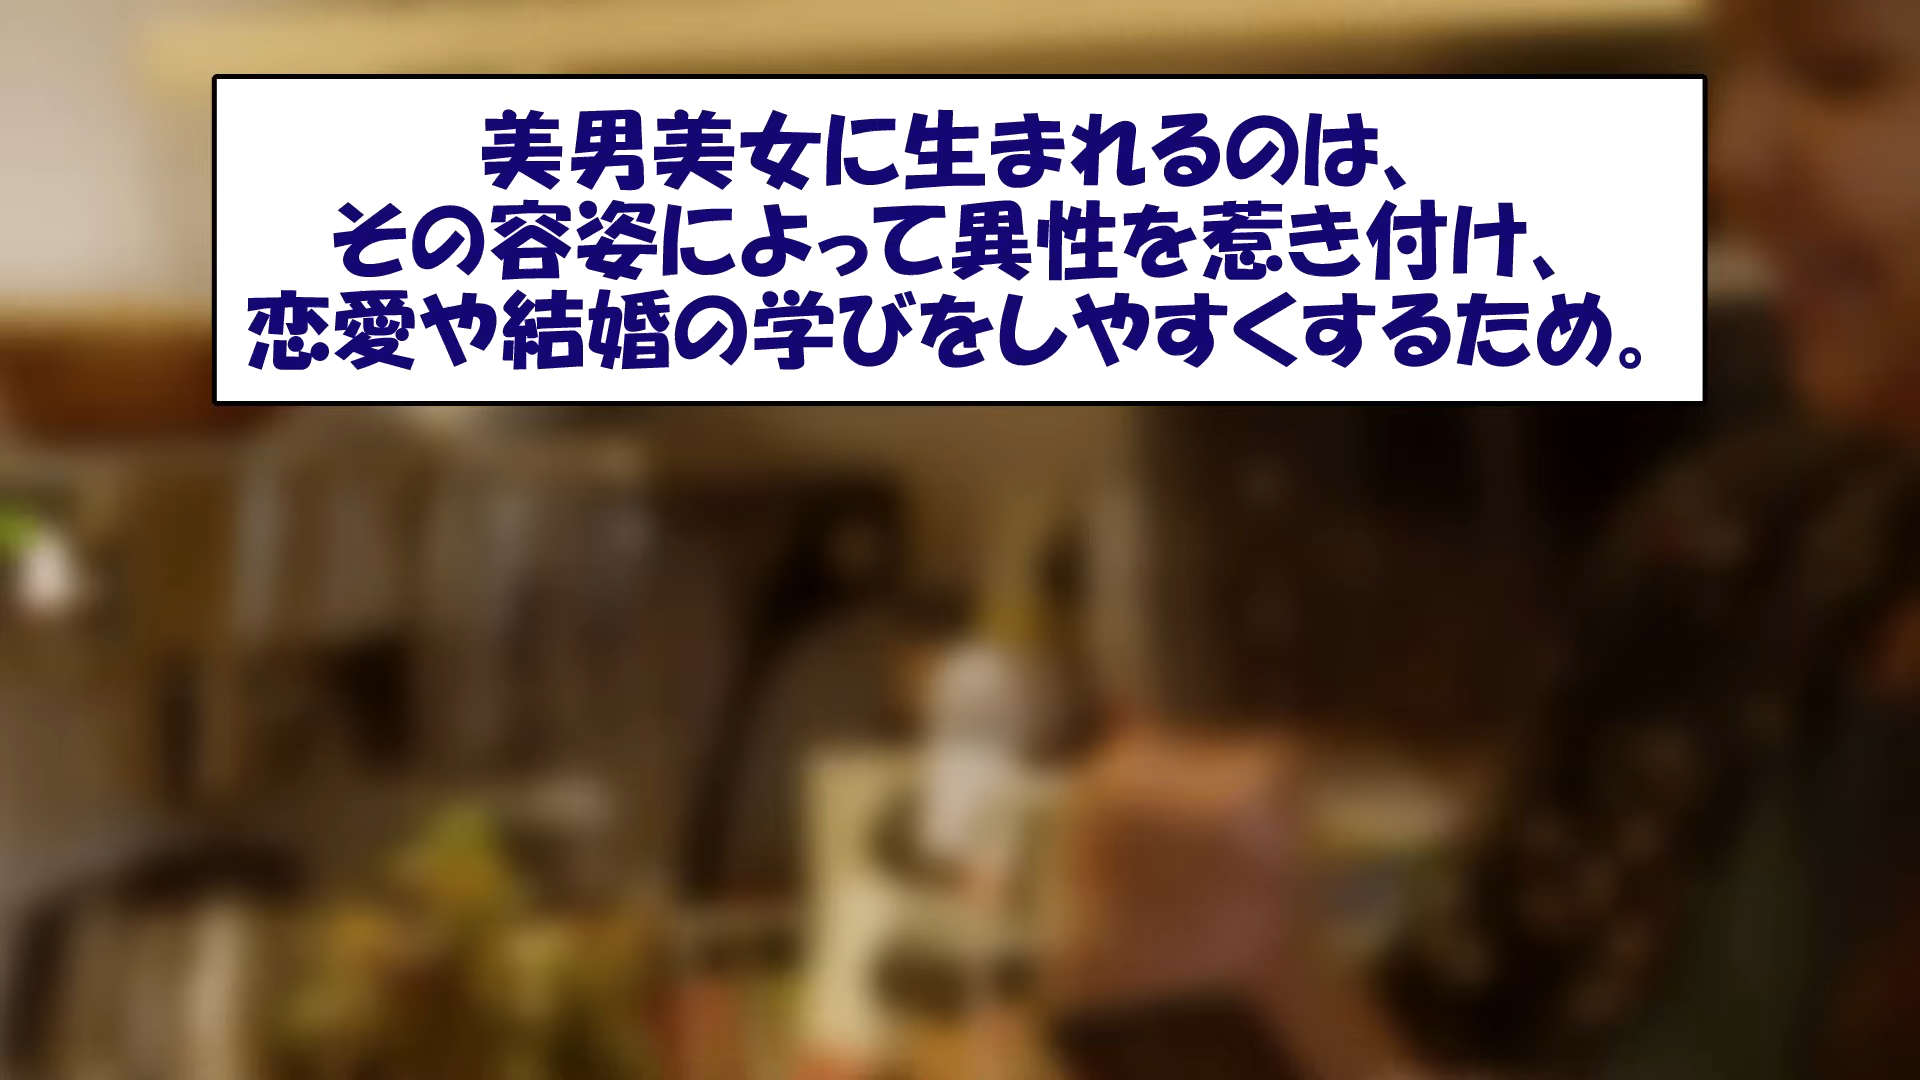 美男美女に生まれるのは、
その容姿によって異性を惹き付け、
恋愛や結婚の学びをしやすくするため。